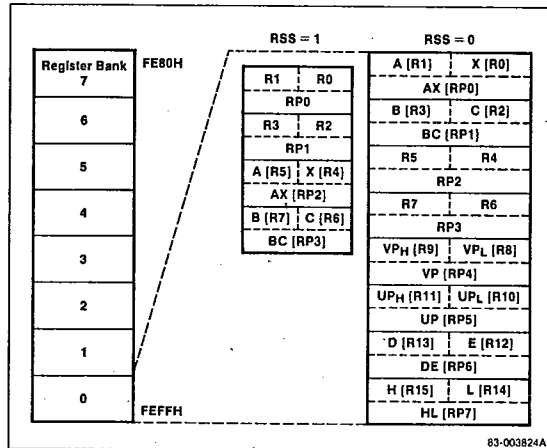 RSS = 1
RSS = 0
Register Bank
7
FE80H
6
5
4
3
2
1
0
FEFFH
R1 R0
RP0
R3 R2
RP1
A [R5] X [R4]
AX [RP2]
B [R7] C [R6]
BC [RP3]
A [R1] X [R0]
AX [RP0]
B [R3] C [R2]
BC [RP1]
R5 R4
RP2
R7 R6
RP3
VPH [R9] VPL [R8]
VP [RP4]
UPH [R11] UPL [R10]
UP [RP5]
D [R13] E [R12]
DE [RP6]
H [R15] L [R14]
HL [RP7]
83-003824A